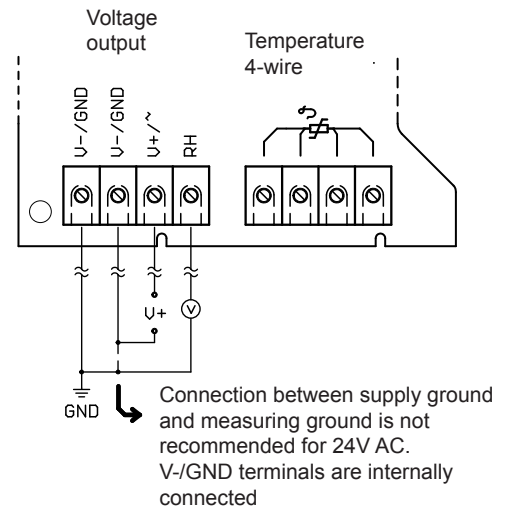 Voltage
output
Temperature
4-wire
V-/GND
V-/GND
V+/~
RH
V+
V
GND
Connection between supply ground
and measuring ground is not
recommended for 24V AC.
V-/GND terminals are internally
connected